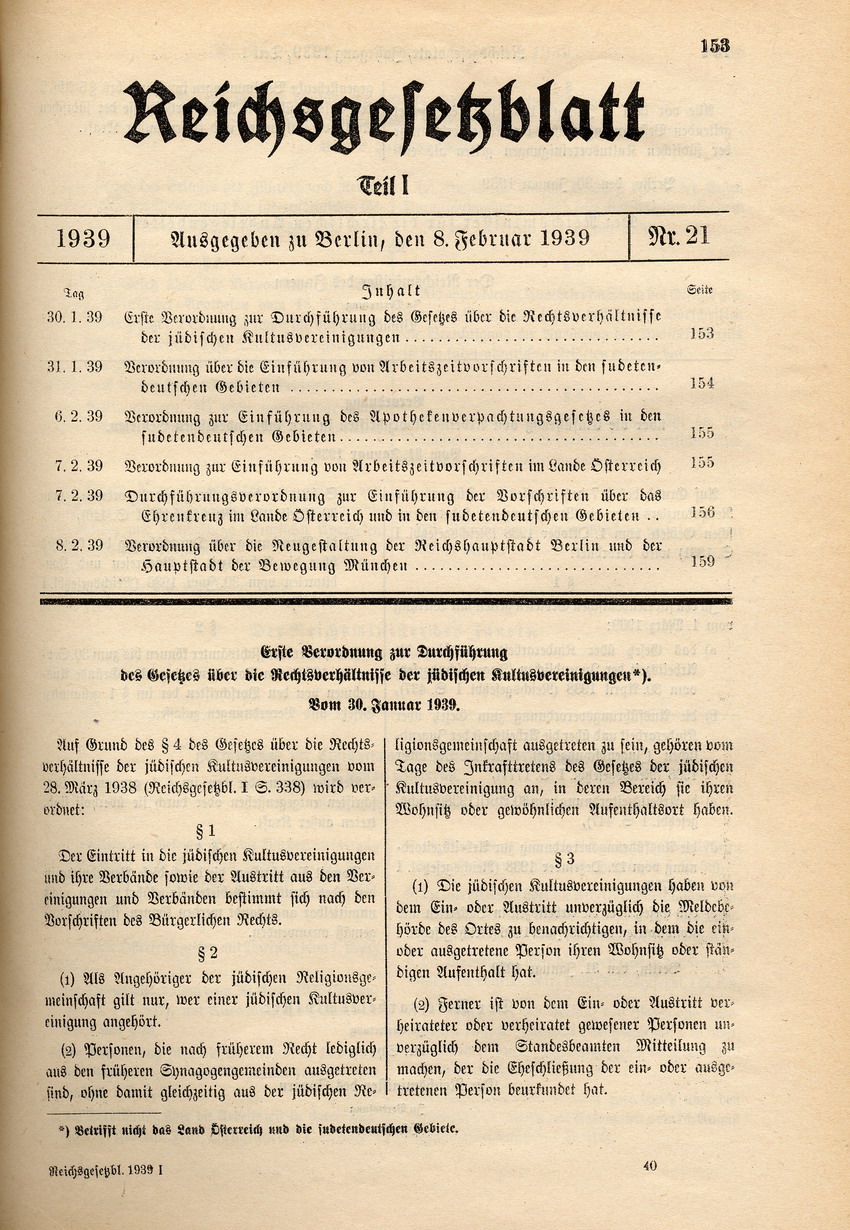 153
Reichsgesetzblatt
Teil I
1939 Ausgegeben zu Berlin, den 8. Februar 1939 Nr. 21
Tag Inhalt Seite
30. 1. 39 Erste Verordnung zur Durchführung des Gesetzes über die Rechtsverhältnisse
der jüdischen Kultusvereinigungen ........................................ 153
31. 1. 39 Verordnung über die Einführung von Arbeitszeitvorschriften in den sudeten-
deutschen Gebieten ........................................ 154
6. 2. 39 Verordnung zur Einführung des Apothekenverpachtungsgesetzes in den
sudetendeutschen Gebieten ........................................ 155
7. 2. 39 Verordnung zur Einführung von Arbeitszeitvorschriften im Lande Österreich 155
7. 2. 39 Durchführungsverordnung zur Einführung der Vorschriften über das
Ehrenkreuz im Lande Österreich und in den sudetendeutschen Gebieten .. 156
8. 2. 39 Verordnung über die Neugestaltung der Reichshauptstadt Berlin und der
Hauptstadt der Bewegung München .............................. 159
Erste Verordnung zur Durchführung
des Gesetzes über die Rechtsverhältnisse der jüdischen Kultusvereinigungen*).
Vom 30. Januar 1939.
Auf Grund des § 4 des Gesetzes über die Rechts-
verhältnisse der jüdischen Kultusvereinigungen vom
28. März 1938 (Reichsgesetzbl. I S. 338) wird ver-
ordnet:
§ 1
Der Eintritt in die jüdischen Kultusvereinigungen
und ihre Verbände sowie der Austritt aus den Ver-
einigungen und Verbänden bestimmt sich nach den
Vorschriften des Bürgerlichen Rechts.
§ 2
(1) Als Angehöriger der jüdischen Religionsge-
meinschaft gilt nur, wer einer jüdischen Kultusver-
einigung angehört.
(2) Personen, die nach früherem Recht lediglich
aus den früheren Synagogengemeinden ausgetreten
sind, ohne damit gleichzeitig aus der jüdischen Re-
ligionsgemeinschaft ausgetreten zu sein, gehören vom
Tage des Inkrafttretens des Gesetzes der jüdischen
Kultusvereinigung an, in deren Bereich sie ihren
Wohnsitz oder gewöhnlichen Aufenthaltsort haben.
§ 3
(1) Die jüdischen Kultusvereinigungen haben von
dem Ein- oder Austritt unverzüglich die Meldebe-
hörde des Ortes zu benachrichtigen, in dem die ein-
oder ausgetretene Person ihren Wohnsitz oder stän-
digen Aufenthalt hat.
(2) Ferner ist von dem Ein- oder Austritt ver-
heirateter oder verheiratet gewesener Personen un-
verzüglich dem Standesbeamten Mitteilung zu
machen, der die Eheschließung der ein- oder ausge-
tretenen Person beurkundet hat.
*) Betrifft nicht das Land Österreich und die sudetendeutschen Gebiete.
Reichsgesetzbl. 1939 I 40